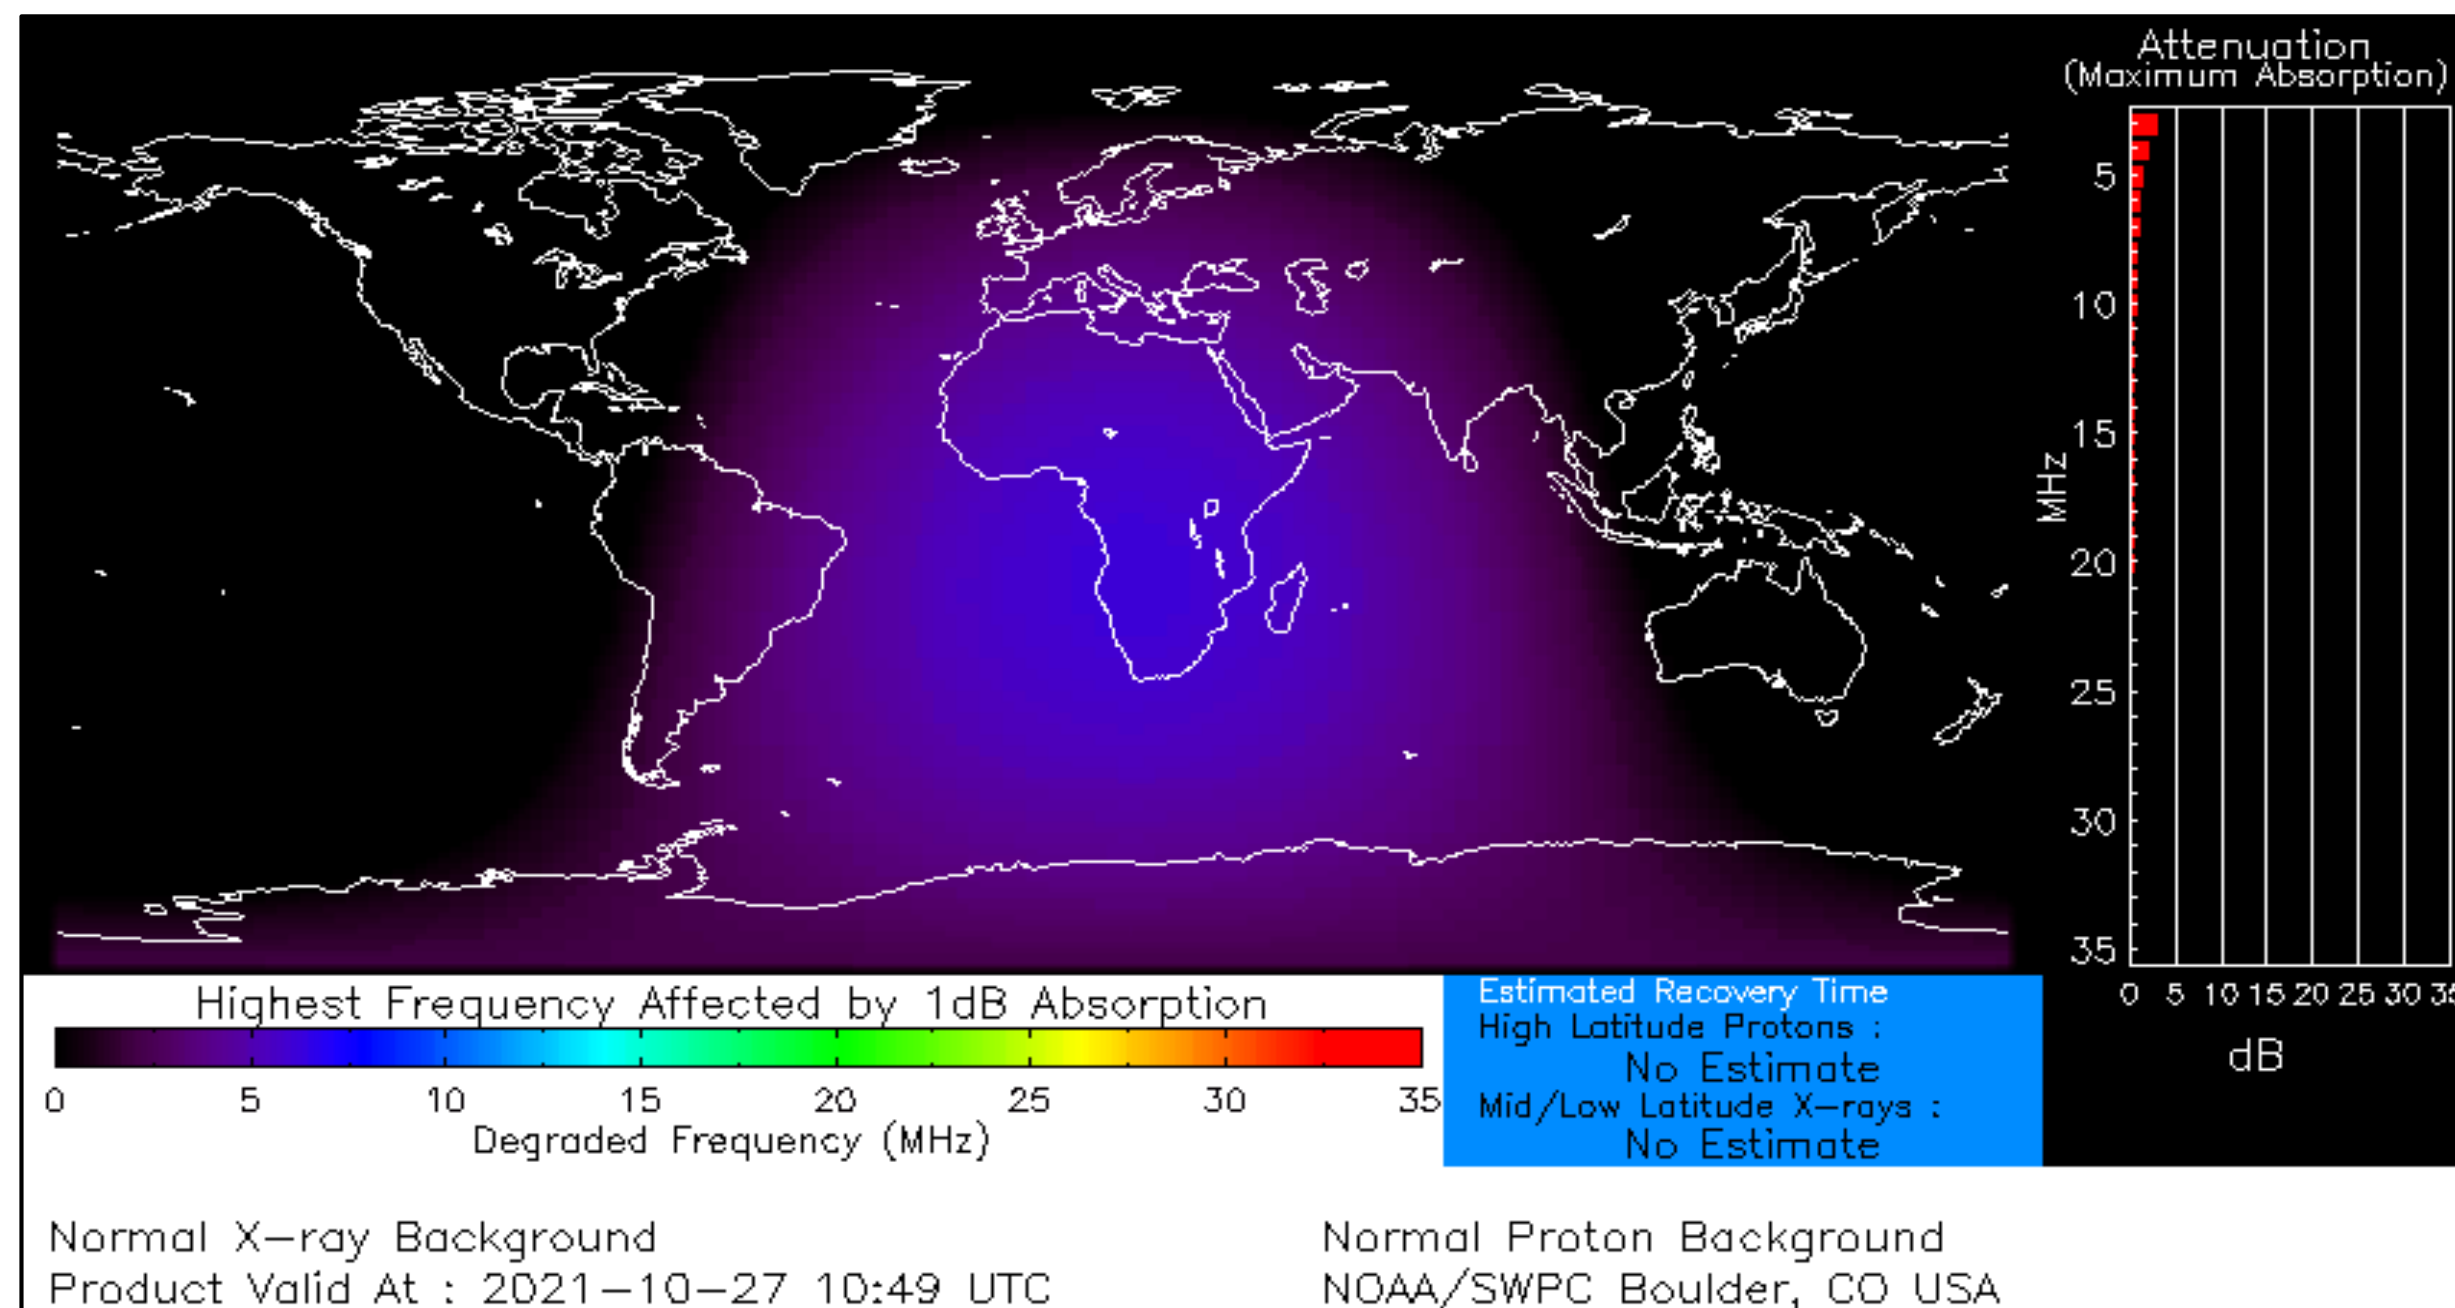 Attenuation
(Maximum Absorption)
5
10
15
20
25
30
35
MHz
0 5 10 15 20 25 30
dB
Highest Frequency Affected by 1dB Absorption
0 5 10 15 20 25 30 35
Degraded Frequency (MHz)
Estimated Recovery Time
High Latitude Protons :
No Estimate
Mid/Low Latitude X-rays :
No Estimate
Normal X-ray Background
Product Valid At : 2021-10-27 10:49 UTC
Normal Proton Background
NOAA/SWPC Boulder, CO USA